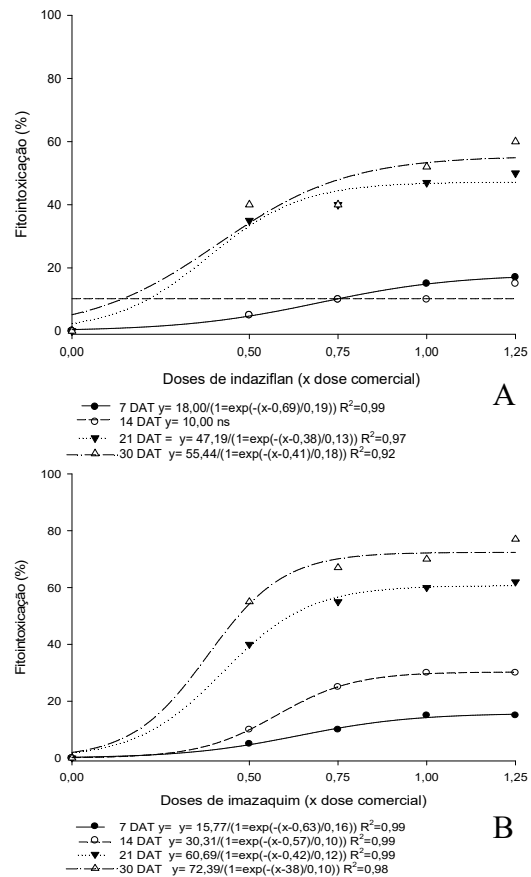 100
80
60
40
20
0
Fitointoxicação (%)
0,00 0,50 0,75 1,00 1,25
Doses de indaziflan (x dose comercial)
A
7 DAT y= 18,00/(1=exp(-(x-0,69)/0,19)) R²=0,99
14 DAT y= 10,00 ns
21 DAT = y= 47,19/(1=exp(-(x-0,38)/0,13)) R²=0,97
30 DAT y= 55,44/(1=exp(-(x-0,41)/0,18)) R²=0,92
100
80
60
40
20
0
Fitointoxicação (%)
0,00 0,50 0,75 1,00 1,25
Doses de imazaquim (x dose comercial)
B
7 DAT y= y= 15,77/(1=exp(-(x-0,63)/0,16)) R²=0,99
14 DAT y= 30,31/(1=exp(-(x-0,57)/0,10)) R²=0,99
21 DAT y= y= 60,69/(1=exp(-(x-0,42)/0,12)) R²=0,99
30 DAT y= 72,39/(1=exp(-(x-38)/0,10)) R²=0,98